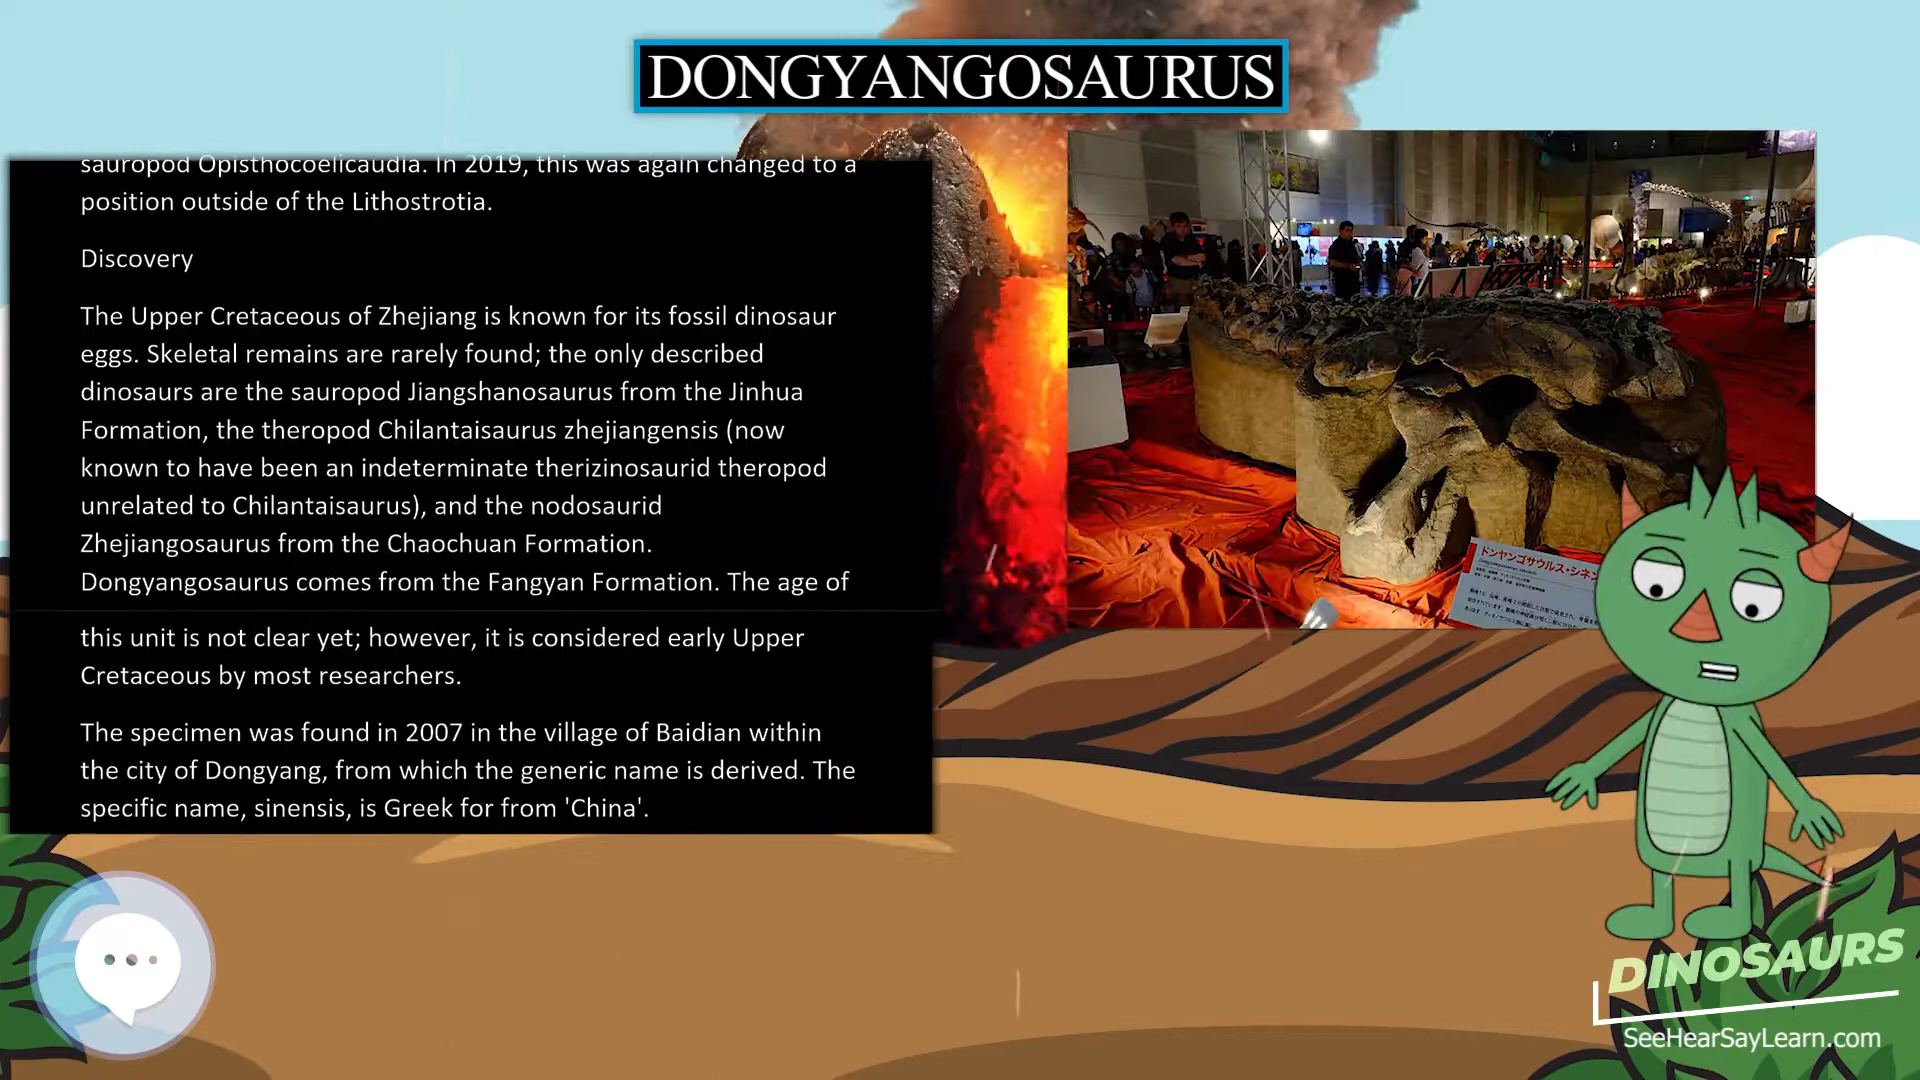 DONGYANGOSAURUS
sauropod Opisthocoelicaudia. In 2019, this was again changed to a
position outside of the Lithostrotia.
Discovery
The Upper Cretaceous of Zhejiang is known for its fossil dinosaur
eggs. Skeletal remains are rarely found; the only described
dinosaurs are the sauropod Jiangshanosaurus from the Jinhua
Formation, the theropod Chilantaisaurus zhejiangensis (now
known to have been an indeterminate therizinosaurid theropod
unrelated to Chilantaisaurus), and the nodosaurid
Zhejiangosaurus from the Chaochuan Formation.
Dongyangosaurus comes from the Fangyan Formation. The age of
this unit is not clear yet; however, it is considered early Upper
Cretaceous by most researchers.
The specimen was found in 2007 in the village of Baidian within
the city of Dongyang, from which the generic name is derived. The
specific name, sinensis, is Greek for from 'China'.
ドンヤンゴサウルス・シネン
DINOSAURS
SeeHearSayLearn.com